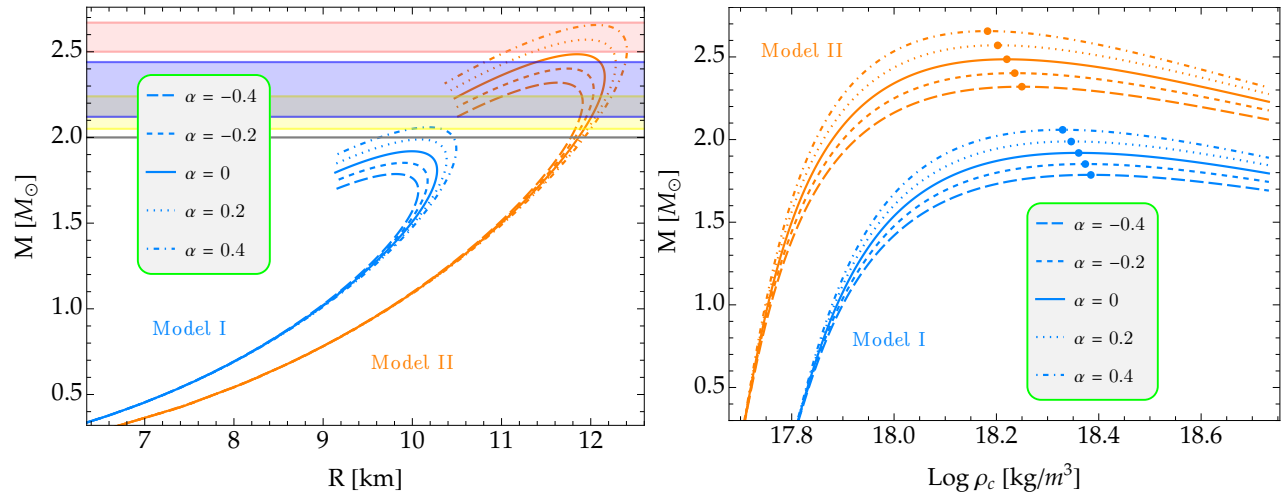 M [M⊙]
2.5
2.0
1.5
1.0
0.5
α = −0.4
α = −0.2
α = 0
α = 0.2
α = 0.4
Model I
Model II
7 8 9 10 11 12
R [km]
M [M⊙]
3.0
2.5
2.0
1.5
1.0
0.5
Model II
Model I
α = −0.4
α = −0.2
α = 0
α = 0.2
α = 0.4
17.8 18.0 18.2 18.4 18.6
Log ρc [kg/m³]